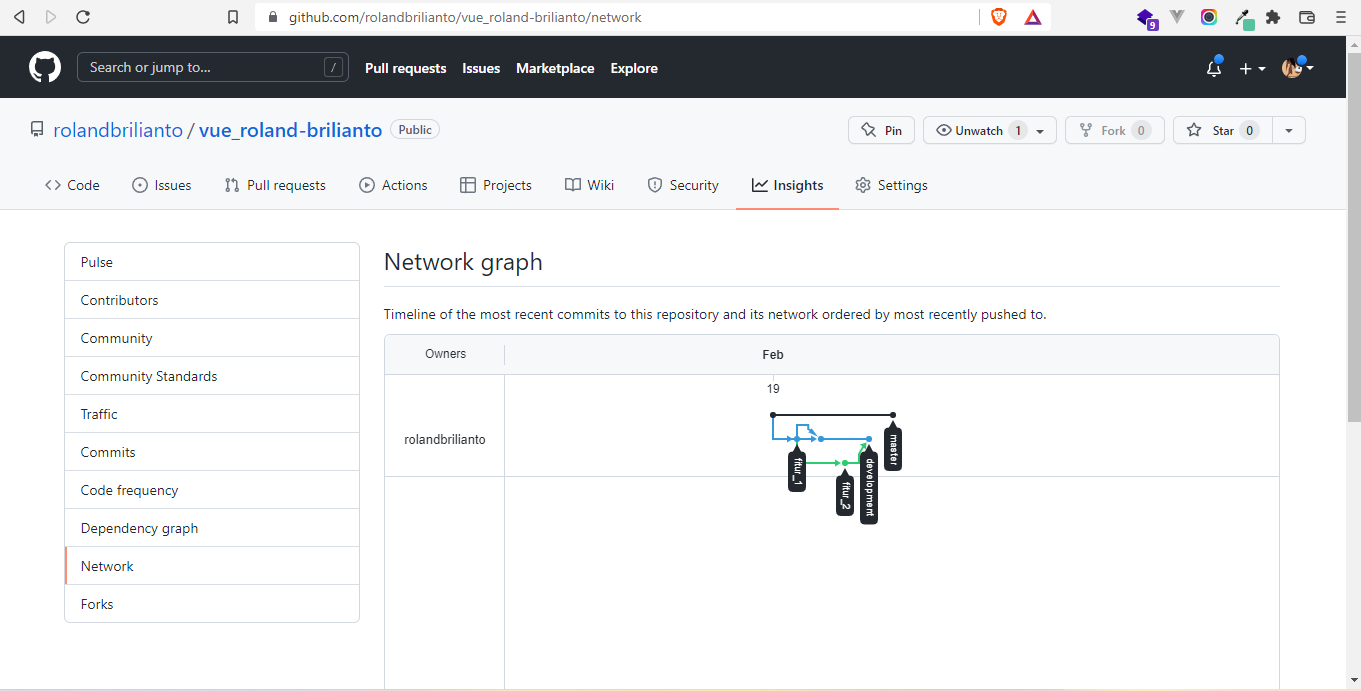 github.com/rolandbrilianto/vue_roland-brilianto/network
9
Search or jump to... /
Pull requests Issues Marketplace Explore
rolandbrilianto / vue_roland-brilianto Public
Pin Unwatch 1 Fork 0 Star 0
Code Issues Pull requests Actions Projects Wiki Security Insights Settings
Pulse
Contributors
Community
Community Standards
Traffic
Commits
Code frequency
Dependency graph
Network
Forks
Network graph
Timeline of the most recent commits to this repository and its network ordered by most recently pushed to.
Owners Feb
19
rolandbrilianto
master
fitur_1
development
fitur_2